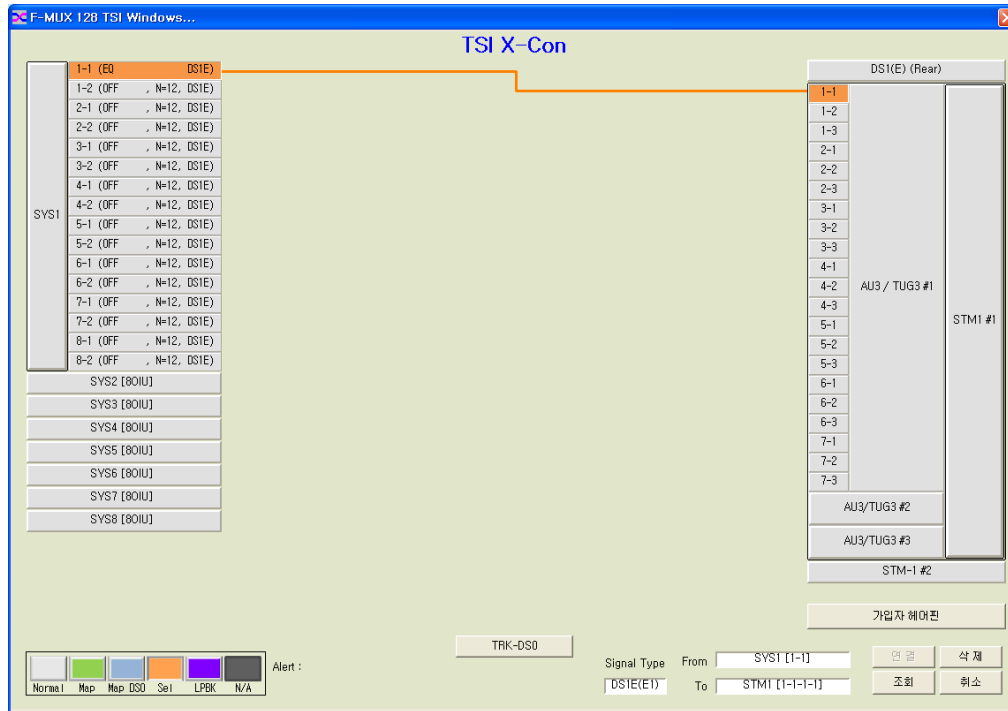 F-MUX 128 TSI Windows...
TSI X-Con
1-1 (EQ DS1E)
1-2 (OFF , N=12, DS1E)
2-1 (OFF , N=12, DS1E)
2-2 (OFF , N=12, DS1E)
3-1 (OFF , N=12, DS1E)
3-2 (OFF , N=12, DS1E)
4-1 (OFF , N=12, DS1E)
4-2 (OFF , N=12, DS1E)
5-1 (OFF , N=12, DS1E)
5-2 (OFF , N=12, DS1E)
6-1 (OFF , N=12, DS1E)
6-2 (OFF , N=12, DS1E)
7-1 (OFF , N=12, DS1E)
7-2 (OFF , N=12, DS1E)
8-1 (OFF , N=12, DS1E)
8-2 (OFF , N=12, DS1E)
SYS1
SYS2 [8OIU]
SYS3 [8OIU]
SYS4 [8OIU]
SYS5 [8OIU]
SYS6 [8OIU]
SYS7 [8OIU]
SYS8 [8OIU]
DS1(E) (Rear)
1-1
1-2
1-3
2-1
2-2
2-3
3-1
3-2
3-3
4-1
4-2
4-3
5-1
5-2
5-3
6-1
6-2
6-3
7-1
7-2
7-3
AU3 / TUG3 #1
STM1 #1
AU3/TUG3 #2
AU3/TUG3 #3
STM-1 #2
가입자 헤어핀
TRK-DS0
Normal Map Map DS0 Sel LPBK N/A
Alert :
Signal Type From SYS1 [1-1] 연결 삭제
DS1E(E1) To STM1 [1-1-1-1] 조회 취소